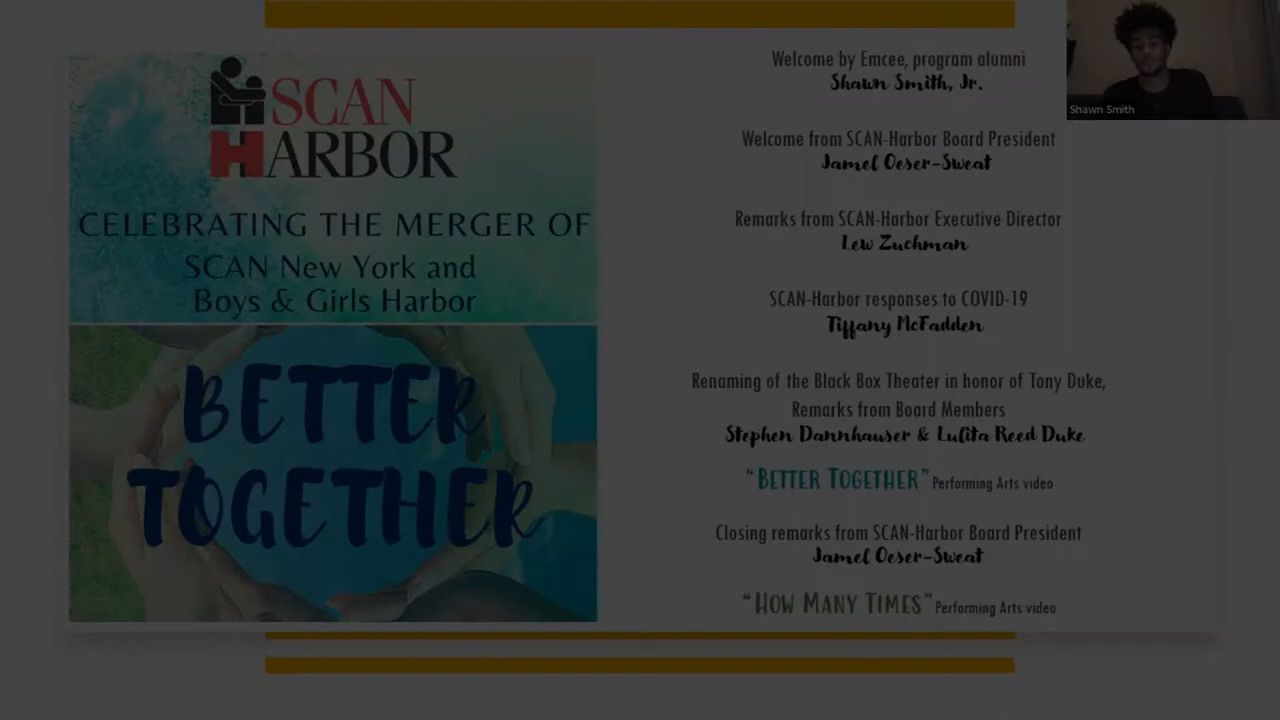 SCAN
HARBOR
CELEBRATING THE MERGER OF
SCAN New York and
Boys & Girls Harbor
BETTER
TOGETHER
Welcome by Emcee, program alumni
Shawn Smith, Jr.
Welcome from SCAN-Harbor Board President
Jamel Oeser-Sweat
Remarks from SCAN-Harbor Executive Director
Lew Zuchman
SCAN-Harbor responses to COVID-19
Tiffany McFadden
Renaming of the Black Box Theater in honor of Tony Duke,
Remarks from Board Members
Stephen Dannhauser & Lulita Reed Duke
“BETTER TOGETHER” Performing Arts video
Closing remarks from SCAN-Harbor Board President
Jamel Oeser-Sweat
“HOW MANY TIMES” Performing Arts video
Shawn Smith